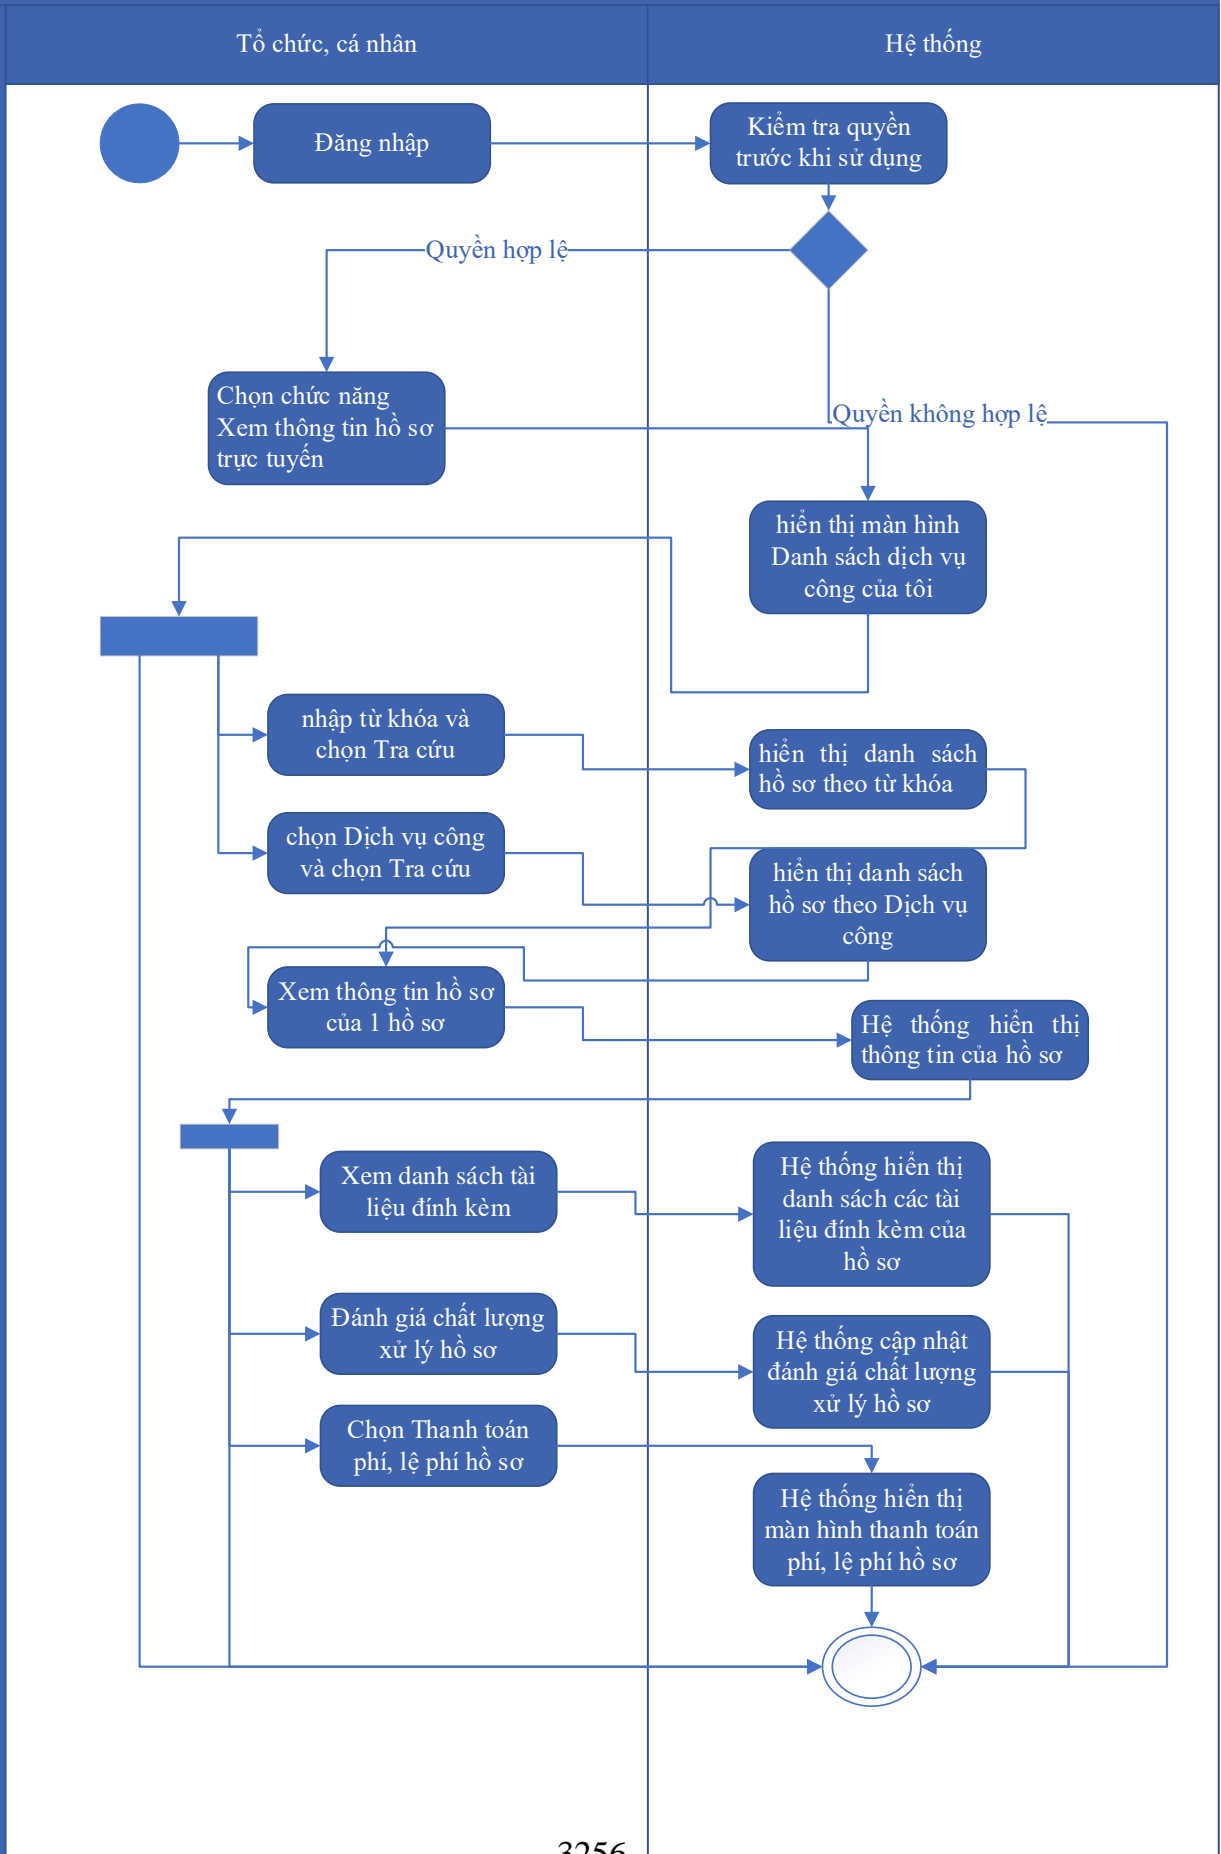 Tổ chức, cá nhân
Hệ thống
Đăng nhập
Kiểm tra quyền
trước khi sử dụng
Quyền hợp lệ
Chọn chức năng
Xem thông tin hồ sơ
trực tuyến
Quyền không hợp lệ
hiển thị màn hình
Danh sách dịch vụ
công của tôi
nhập từ khóa và
chọn Tra cứu
hiển thị danh sách
hồ sơ theo từ khóa
chọn Dịch vụ công
và chọn Tra cứu
hiển thị danh sách
hồ sơ theo Dịch vụ
công
Xem thông tin hồ sơ
của 1 hồ sơ
Hệ thống hiển thị
thông tin của hồ sơ
Xem danh sách tài
liệu đính kèm
Hệ thống hiển thị
danh sách các tài
liệu đính kèm của
hồ sơ
Đánh giá chất lượng
xử lý hồ sơ
Hệ thống cập nhật
đánh giá chất lượng
xử lý hồ sơ
Chọn Thanh toán
phí, lệ phí hồ sơ
Hệ thống hiển thị
màn hình thanh toán
phí, lệ phí hồ sơ
3256